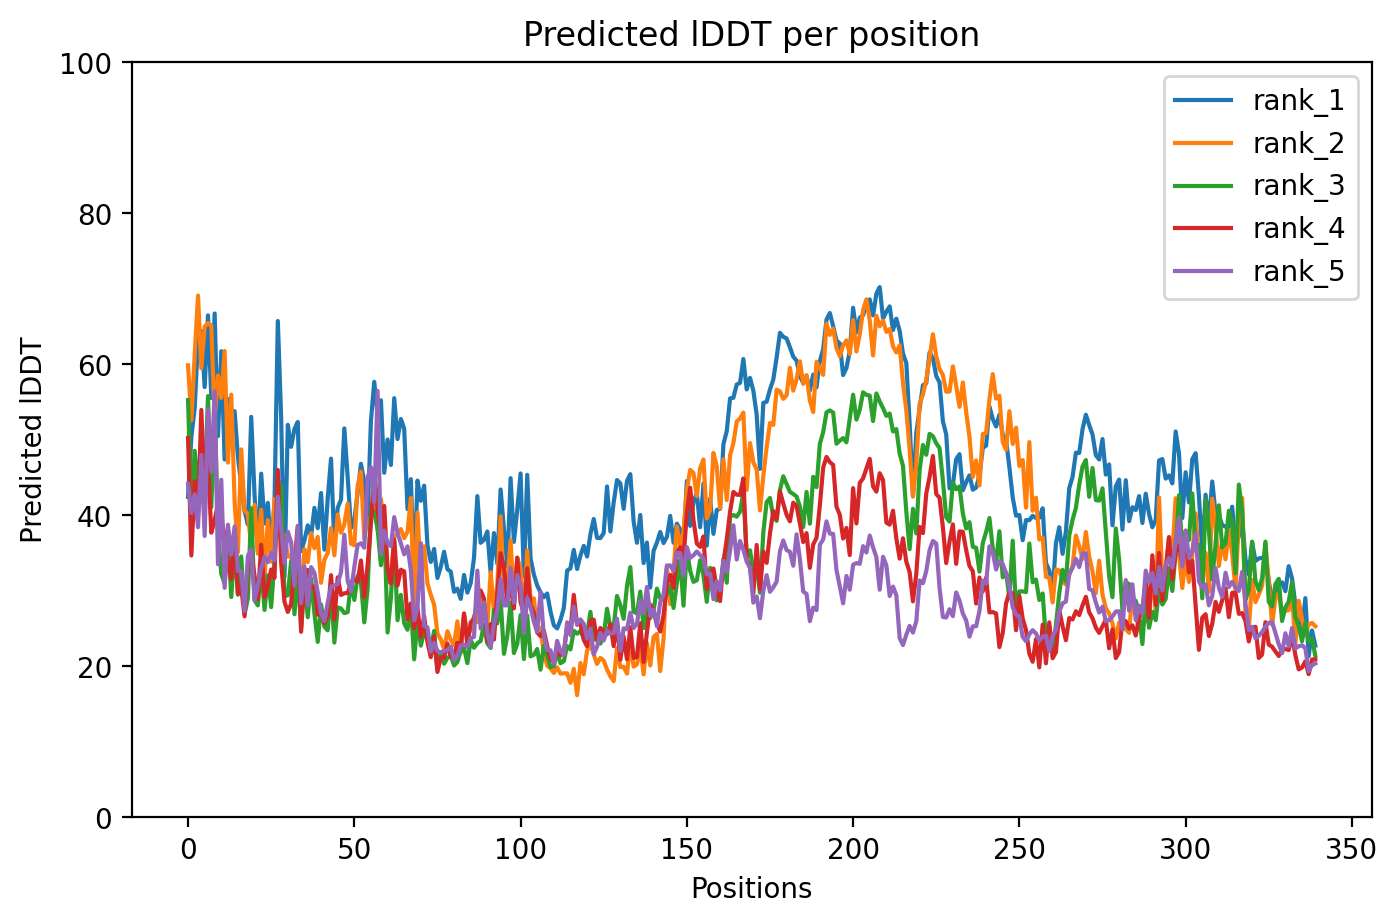 Predicted lDDT per position
100
80
60
40
20
0
Predicted lDDT
0 50 100 150 200 250 300 350
Positions
rank_1
rank_2
rank_3
rank_4
rank_5